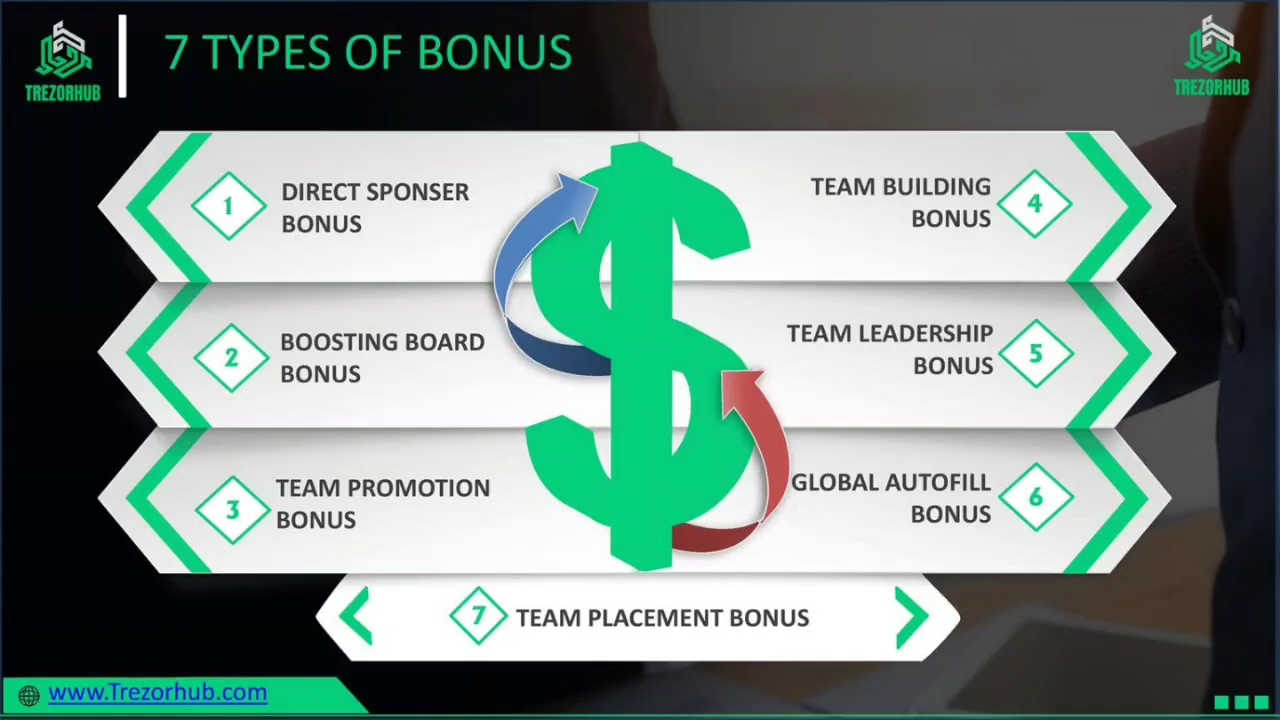 TREZORHUB
7 TYPES OF BONUS
TREZORHUB
1
DIRECT SPONSER
BONUS
2
BOOSTING BOARD
BONUS
3
TEAM PROMOTION
BONUS
TEAM BUILDING
BONUS
4
TEAM LEADERSHIP
BONUS
5
GLOBAL AUTOFILL
BONUS
6
7
TEAM PLACEMENT BONUS
www.Trezorhub.com